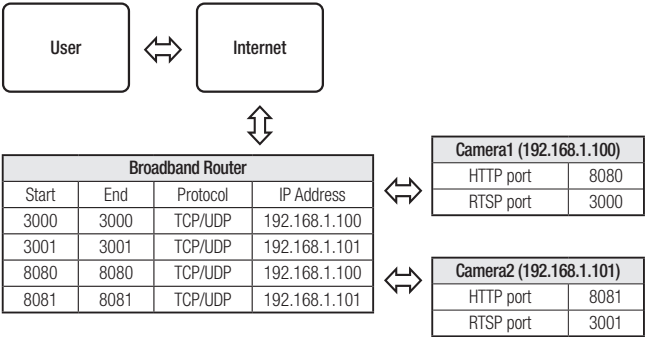 User
Internet
Broadband Router
Start End Protocol IP Address
3000 3000 TCP/UDP 192.168.1.100
3001 3001 TCP/UDP 192.168.1.101
8080 8080 TCP/UDP 192.168.1.100
8081 8081 TCP/UDP 192.168.1.101
Camera1 (192.168.1.100)
HTTP port 8080
RTSP port 3000
Camera2 (192.168.1.101)
HTTP port 8081
RTSP port 3001